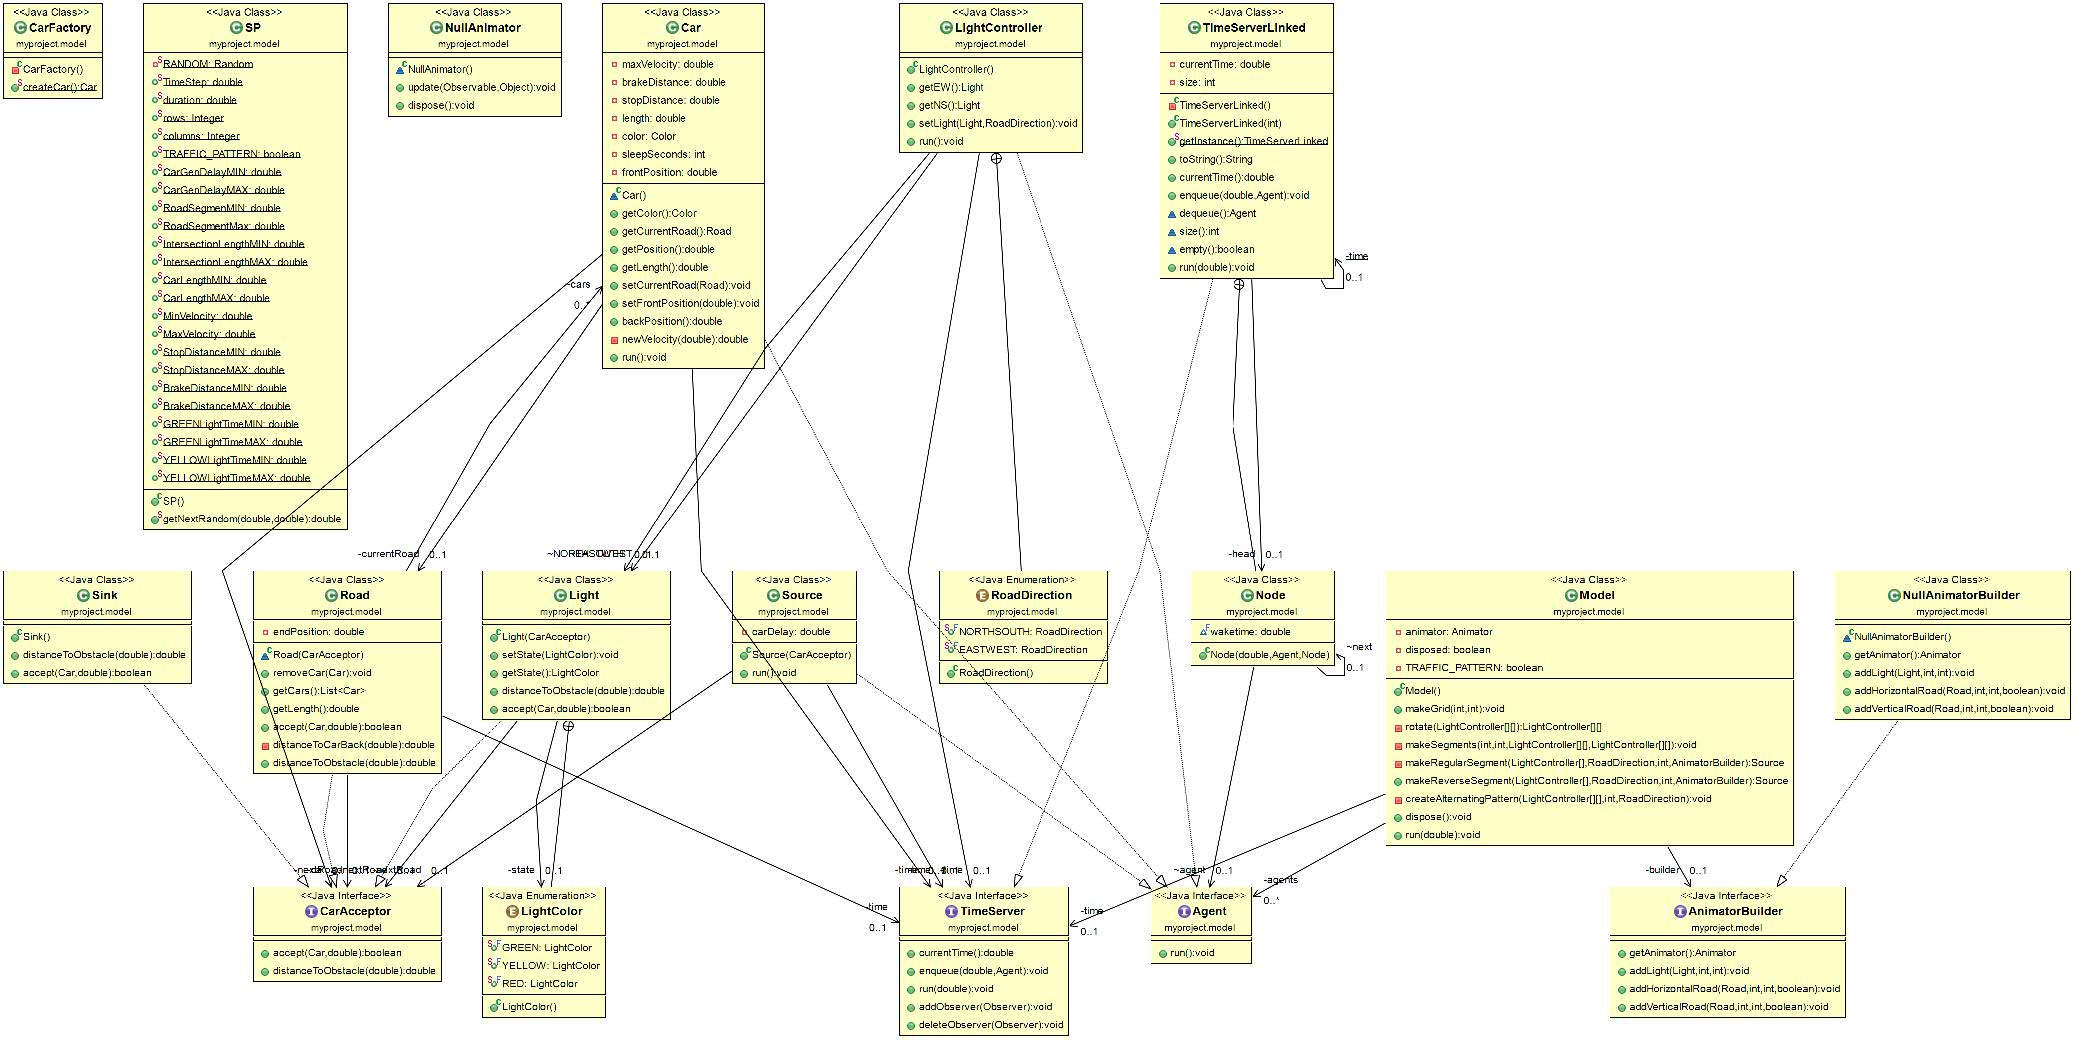 <<Java Class>>
CarFactory
myproject.model
CarFactory()
createCar():Car
<<Java Class>>
SP
myproject.model
RANDOM: Random
TimeStep: double
duration: double
rows: Integer
columns: Integer
TRAFFIC_PATTERN: boolean
CarGenDelayMIN: double
CarGenDelayMAX: double
RoadSegmenMIN: double
RoadSegmentMax: double
IntersectionLengthMIN: double
IntersectionLengthMAX: double
CarLengthMIN: double
CarLengthMAX: double
MinVelocity: double
MaxVelocity: double
StopDistanceMIN: double
StopDistanceMAX: double
BrakeDistanceMIN: double
BrakeDistanceMAX: double
GREENLightTimeMIN: double
GREENLightTimeMAX: double
YELLOWLightTimeMIN: double
YELLOWLightTimeMAX: double
SP()
getNextRandom(double,double):double
<<Java Class>>
NullAnimator
myproject.model
NullAnimator()
update(Observable,Object):void
dispose():void
<<Java Class>>
Car
myproject.model
maxVelocity: double
brakeDistance: double
stopDistance: double
length: double
color: Color
sleepSeconds: int
frontPosition: double
Car()
getColor():Color
getCurrentRoad():Road
getPosition():double
getLength():double
setCurrentRoad(Road):void
setFrontPosition(double):void
backPosition():double
newVelocity(double):double
run():void
<<Java Class>>
LightController
myproject.model
LightController()
getEW():Light
getNS():Light
setLight(Light,RoadDirection):void
run():void
<<Java Class>>
TimeServerLinked
myproject.model
currentTime: double
size: int
TimeServerLinked()
TimeServerLinked(int)
getInstance():TimeServerLinked
toString():String
currentTime():double
enqueue(double,Agent):void
dequeue():Agent
size():int
empty():boolean
run(double):void
-time
0..1
-cars
-currentRoad
0..1
-head
0..1
<<Java Class>>
Sink
myproject.model
Sink()
distanceToObstacle(double):double
accept(Car,double):boolean
<<Java Class>>
Road
myproject.model
endPosition: double
Road(CarAcceptor)
removeCar(Car):void
getCars():List<Car>
getLength():double
accept(Car,double):boolean
distanceToCarBack(double):double
distanceToObstacle(double):double
<<Java Class>>
Light
myproject.model
Light(CarAcceptor)
setState(LightColor):void
getState():LightColor
distanceToObstacle(double):double
accept(Car,double):boolean
<<Java Class>>
Source
myproject.model
carDelay: double
Source(CarAcceptor)
run():void
<<Java Enumeration>>
RoadDirection
myproject.model
NORTHSOUTH: RoadDirection
EASTWEST: RoadDirection
RoadDirection()
<<Java Class>>
Node
myproject.model
waketime: double
Node(double,Agent,Node)
~next
0..1
<<Java Class>>
Model
myproject.model
animator: Animator
disposed: boolean
TRAFFIC_PATTERN: boolean
Model()
makeGrid(int,int):void
rotate(LightController[][]):LightController[][]
makeSegments(int,int,LightController[][],LightController[][]):void
makeRegularSegment(LightController[],RoadDirection,int,AnimatorBuilder):Source
makeReverseSegment(LightController[],RoadDirection,int,AnimatorBuilder):Source
createAlternatingPattern(LightController[][],int,RoadDirection):void
dispose():void
run(double):void
<<Java Class>>
NullAnimatorBuilder
myproject.model
NullAnimatorBuilder()
getAnimator():Animator
addLight(Light,int,int):void
addHorizontalRoad(Road,int,int,boolean):void
addVerticalRoad(Road,int,int,boolean):void
0..1
-state
0..1
-time
0..1
0..1
~agent
0..1
-agents
0..*
-time
0..1
-builder
0..1
<<Java Interface>>
CarAcceptor
myproject.model
accept(Car,double):boolean
distanceToObstacle(double):double
<<Java Enumeration>>
LightColor
myproject.model
GREEN: LightColor
YELLOW: LightColor
RED: LightColor
LightColor()
<<Java Interface>>
TimeServer
myproject.model
currentTime():double
enqueue(double,Agent):void
run(double):void
addObserver(Observer):void
deleteObserver(Observer):void
<<Java Interface>>
Agent
myproject.model
run():void
<<Java Interface>>
AnimatorBuilder
myproject.model
getAnimator():Animator
addLight(Light,int,int):void
addHorizontalRoad(Road,int,int,boolean):void
addVerticalRoad(Road,int,int,boolean):void